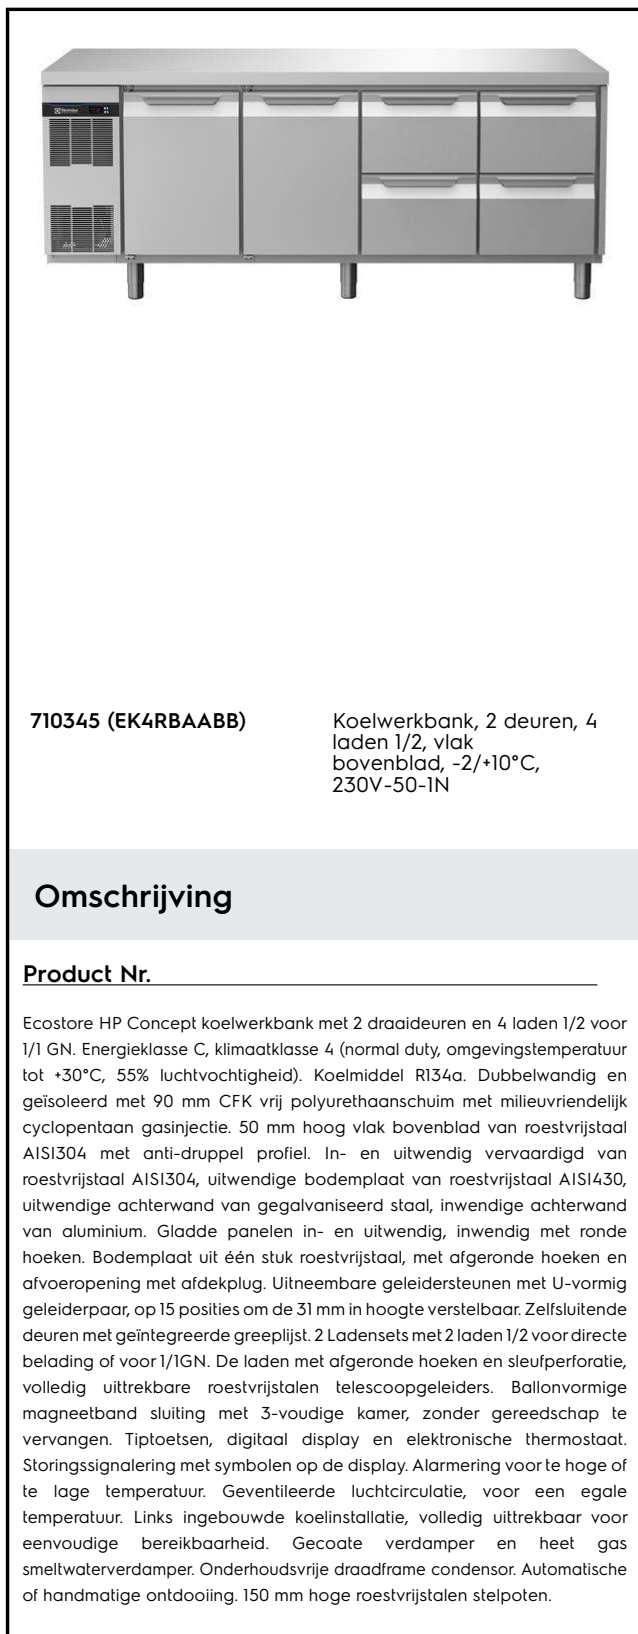 Electrolux
710345 (EK4RBAABB)
Koelwerkbank, 2 deuren, 4
laden 1/2, vlak
bovenblad, -2/+10°C,
230V-50-1N
Omschrijving
Product Nr.
Ecostore HP Concept koelwerkbank met 2 draaideuren en 4 laden 1/2 voor
1/1 GN. Energieklasse C, klimaatklasse 4 (normal duty, omgevingstemperatuur
tot +30°C, 55% luchtvochtigheid). Koelmiddel R134a. Dubbelwandig en
geïsoleerd met 90 mm CFK vrij polyurethaanschuim met milieuvriendelijk
cyclopentaan gasinjectie. 50 mm hoog vlak bovenblad van roestvrijstaal
AISI304 met anti-druppel profiel. In- en uitwendig vervaardigd van
roestvrijstaal AISI304, uitwendige bodemplaat van roestvrijstaal AISI430,
uitwendige achterwand van gegalvaniseerd staal, inwendige achterwand
van aluminium. Gladde panelen in- en uitwendig, inwendig met ronde
hoeken. Bodemplaat uit één stuk roestvrijstaal, met afgeronde hoeken en
afvoeropening met afdekplug. Uitneembare geleidersteunen met U-vormig
geleiderpaar, op 15 posities om de 31 mm in hoogte verstelbaar. Zelfsluitende
deuren met geïntegreerde greeplijst. 2 Ladensets met 2 laden 1/2 voor directe
belading of voor 1/1GN. De laden met afgeronde hoeken en sleufperforatie,
volledig uittrekbare roestvrijstalen telescoopgeleiders. Ballonvormige
magneetband sluiting met 3-voudige kamer, zonder gereedschap te
vervangen. Tiptoetsen, digitaal display en elektronische thermostaat.
Storingssignalering met symbolen op de display. Alarmering voor te hoge of
te lage temperatuur. Geventileerde luchtcirculatie, voor een egale
temperatuur. Links ingebouwde koelinstallatie, volledig uittrekbaar voor
eenvoudige bereikbaarheid. Gecoate verdamper en heet gas
smeltwaterverdamper. Onderhoudsvrije draadframe condensor. Automatische
of handmatige ontdooiing. 150 mm hoge roestvrijstalen stelpoten.